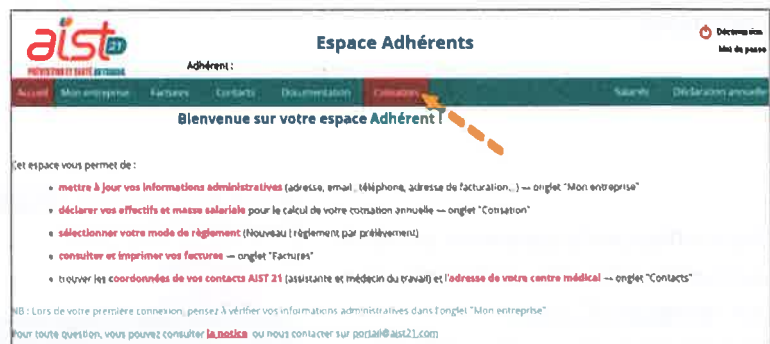 aist 21
PRÉVENTION ET SANTÉ AU TRAVAIL
Espace Adhérents
Déconnexion
Mot de passe
Adhérent :
Accueil Mon entreprise Factures Contacts Documentation Cotisation Salariés Déclaration annuelle
Bienvenue sur votre espace Adhérent !
Cet espace vous permet de :
• mettre à jour vos informations administratives (adresse, email, téléphone, adresse de facturation...) — onglet "Mon entreprise"
• déclarer vos effectifs et masse salariale pour le calcul de votre cotisation annuelle — onglet "Cotisation"
• sélectionner votre mode de règlement (Nouveau ! règlement par prélèvement)
• consulter et imprimer vos factures — onglet "Factures"
• trouver les coordonnées de vos contacts AIST 21 (assistante et médecin du travail) et l'adresse de votre centre médical — onglet "Contacts"
NB : Lors de votre première connexion, pensez à vérifier vos informations administratives dans l'onglet "Mon entreprise"
Pour toute question, vous pouvez consulter la notice ou nous contacter sur portail@aist21.com